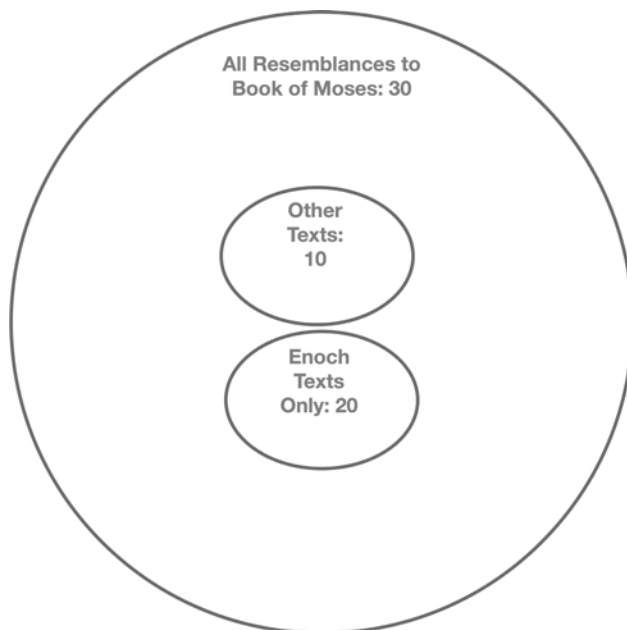 All Resemblances to
Book of Moses: 30
Other
Texts:
10
Enoch
Texts
Only: 20